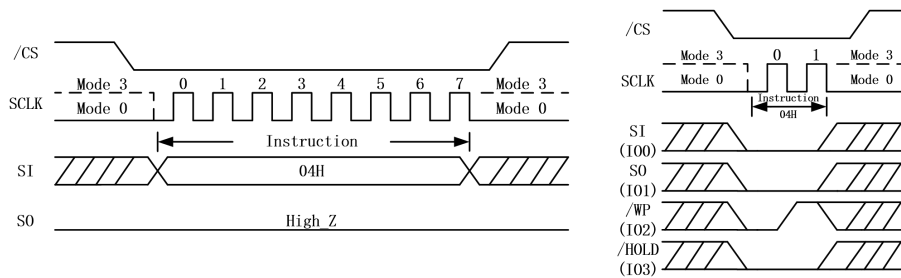 /CS
Mode 3 0 1 2 3 4 5 6 7 Mode 3
SCLK Mode 0 Mode 0
Instruction
SI 04H
SO High_Z
/CS
Mode 3 0 1 Mode 3
SCLK Mode 0 Mode 0
Instruction
04H
SI
(IO0)
SO
(IO1)
/WP
(IO2)
/HOLD
(IO3)